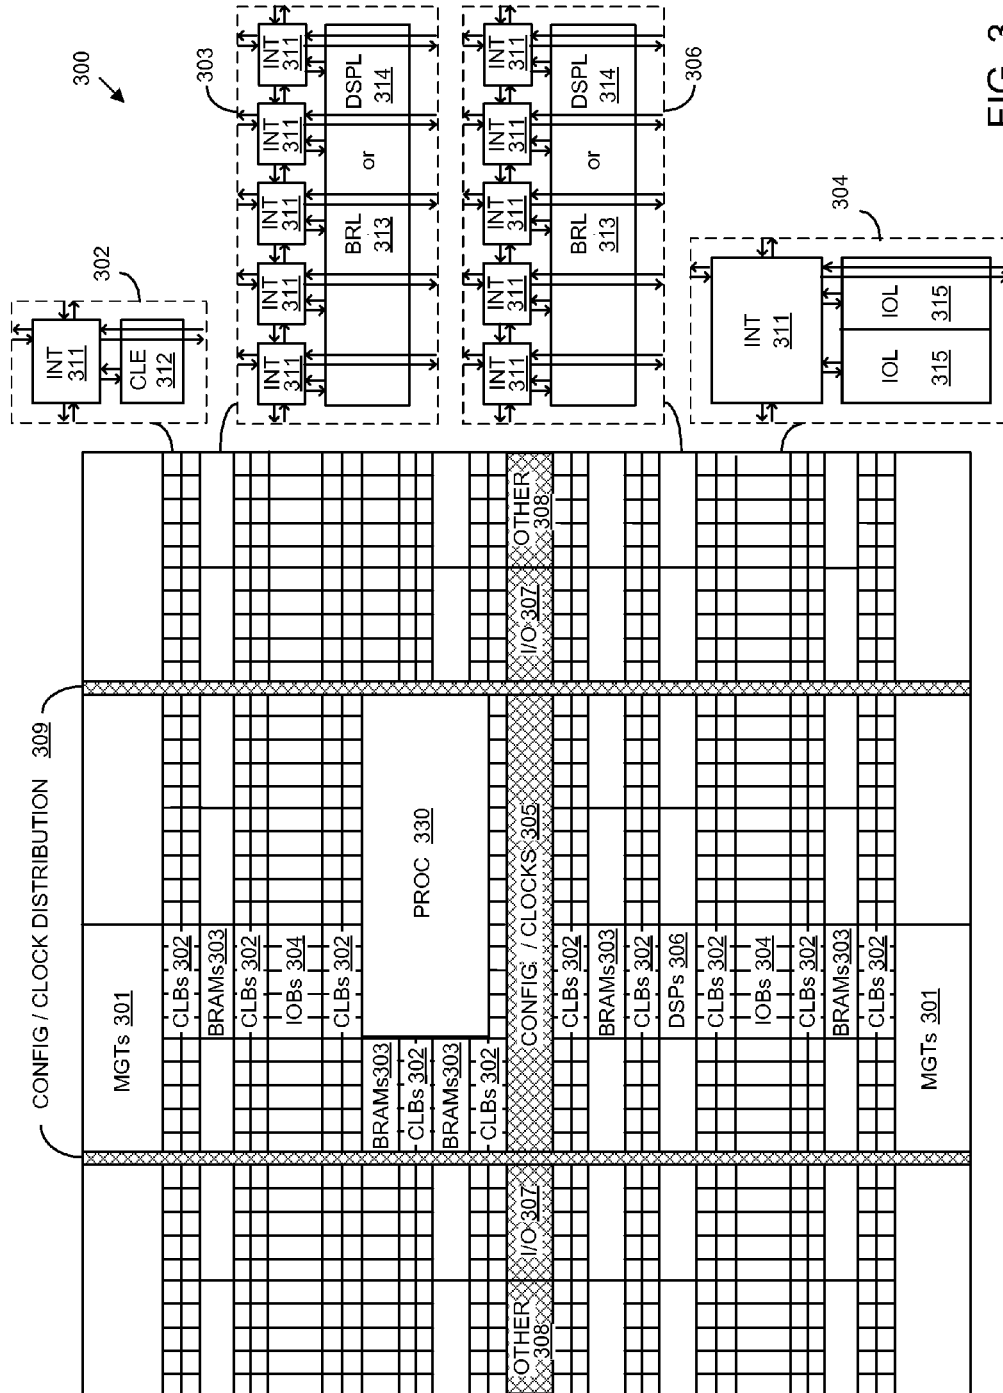 CONFIG / CLOCK DISTRIBUTION 309
300
MGTs 301
CLBs 302
BRAMs 303
CLBs 302
IOBs 304
CLBs 302
BRAMs 303
CLBs 302
BRAMs 303
CLBs 302
PROC 330
OTHER 308
I/O 307
CONFIG / CLOCKS 305
I/O 307
OTHER 308
CLBs 302
BRAMs 303
CLBs 302
DSPs 306
CLBs 302
IOBs 304
CLBs 302
BRAMs 303
CLBs 302
MGTs 301
302
INT 311
CLE 312
303
INT 311
INT 311
INT 311
INT 311
INT 311
BRL 313
or
DSPL 314
306
INT 311
INT 311
INT 311
INT 311
INT 311
BRL 313
or
DSPL 314
304
INT 311
IOL 315
IOL 315
FIG. 3